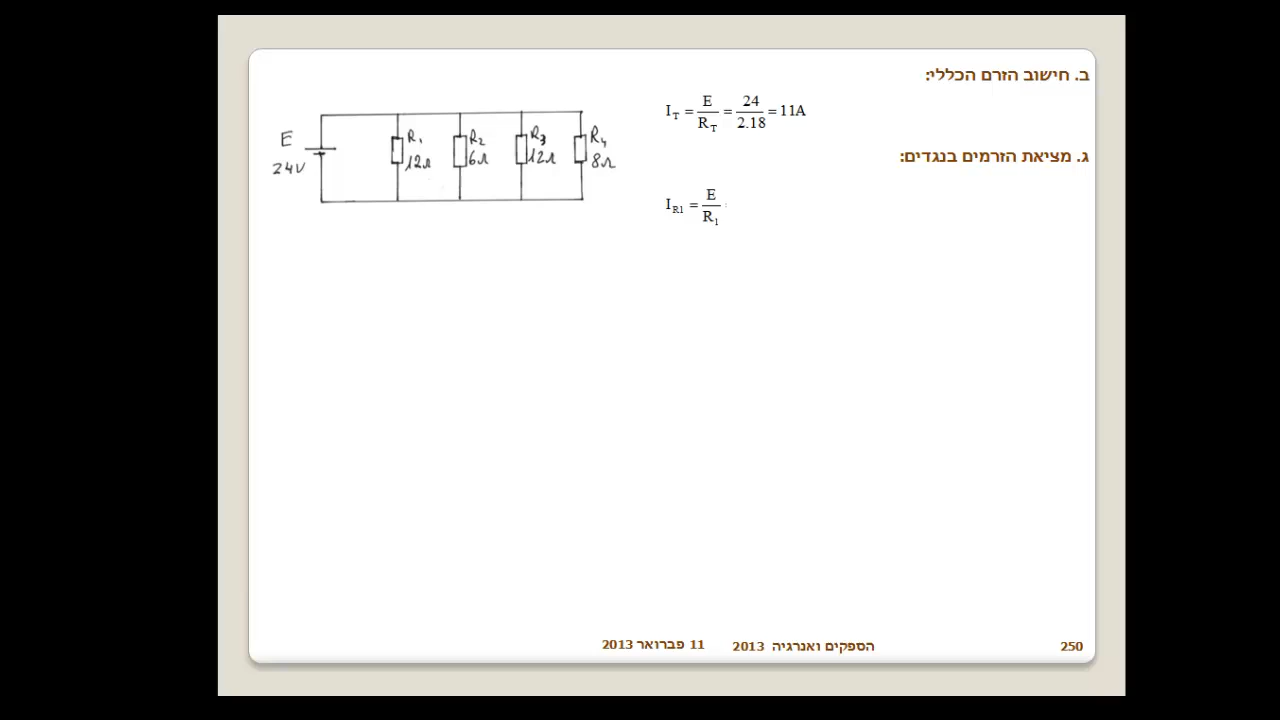 ב. חישוב הזרם הכללי:
I_T = E/R_T = 24/2.18 = 11A
ג. מציאת הזרמים בנגדים:
I_R1 = E/R_1
E
24V
R1
12Ω
R2
6Ω
R3
12Ω
R4
8Ω
250
הספקים ואנרגיה 2013
11 פברואר 2013